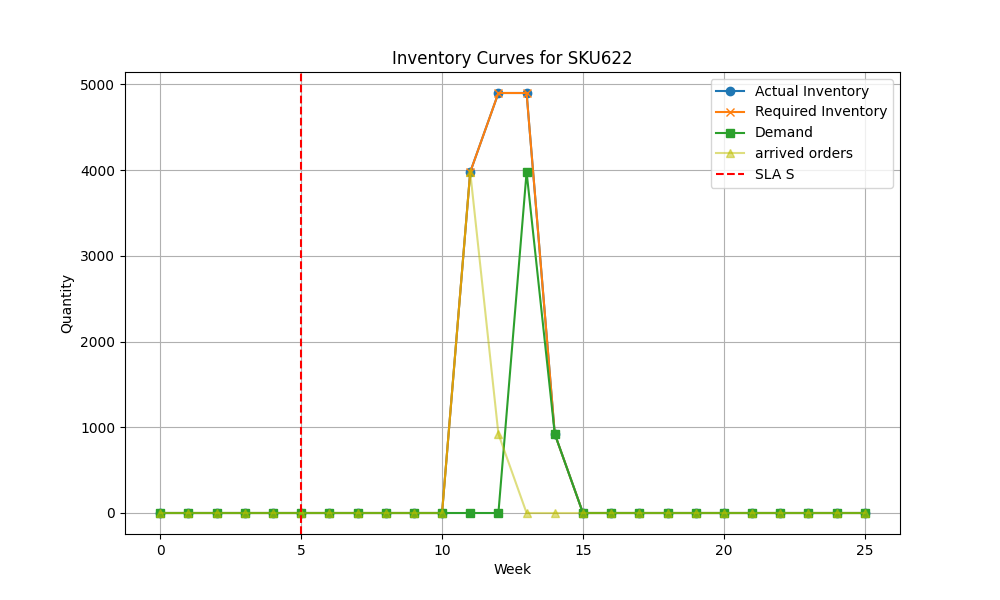 Inventory Curves for SKU622
Actual Inventory
Required Inventory
Demand
arrived orders
SLA S
5000
4000
3000
2000
1000
0
Quantity
0 5 10 15 20 25
Week